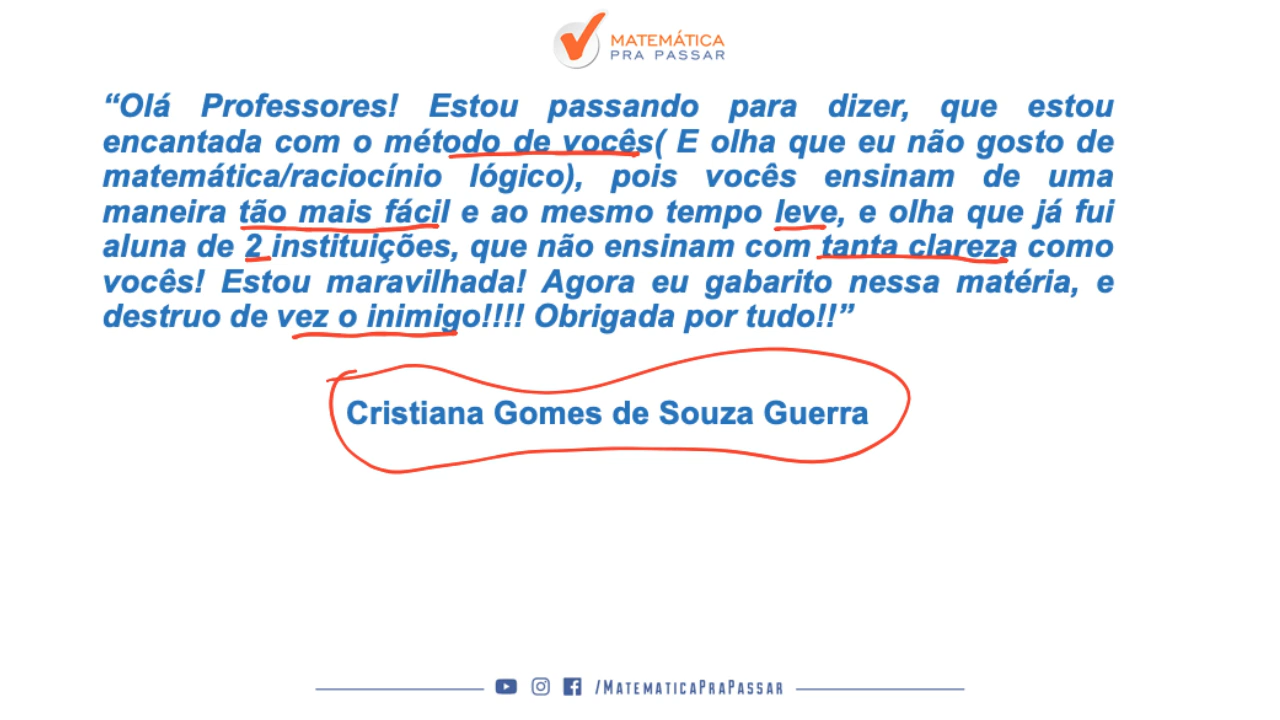 MATEMÁTICA
PRA PASSAR
“Olá Professores! Estou passando para dizer, que estou
encantada com o método de vocês( E olha que eu não gosto de
matemática/raciocínio lógico), pois vocês ensinam de uma
maneira tão mais fácil e ao mesmo tempo leve, e olha que já fui
aluna de 2 instituições, que não ensinam com tanta clareza como
vocês! Estou maravilhada! Agora eu gabarito nessa matéria, e
destruo de vez o inimigo!!!! Obrigada por tudo!!”
Cristiana Gomes de Souza Guerra
/MATEMATICAPRAPASSAR